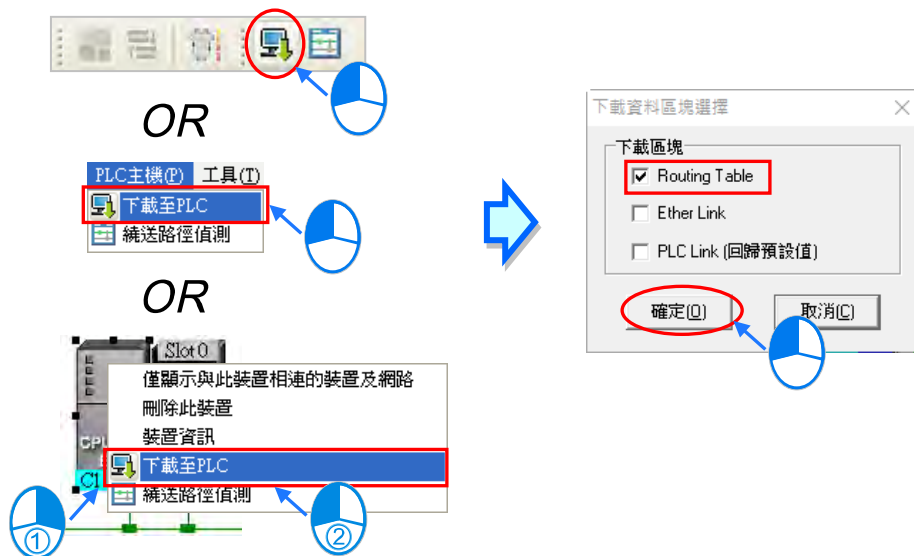 OR
PLC主機(P) 工具(T)
下載至PLC
繞送路徑偵測
OR
Slot 0
僅顯示與此裝置相連的裝置及網路
刪除此裝置
裝置資訊
下載至PLC
繞送路徑偵測
CPU
C1
①
②
下載資料區塊選擇
下載區塊
Routing Table
Ether Link
PLC Link (回歸預設值)
確定(O)
取消(C)